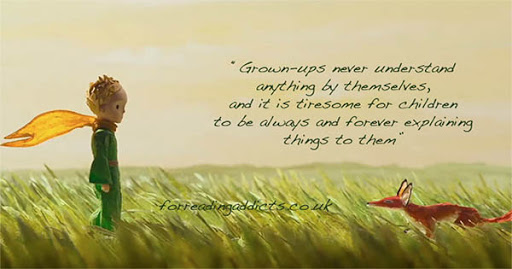 " Grown-ups never understand
anything by themselves,
and it is tiresome for children
to be always and forever explaining
things to them"
forreadingaddicts.co.uk